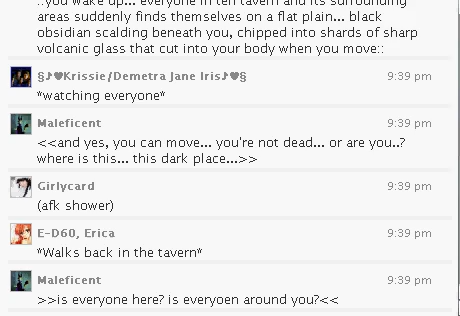 ::you wake up... everyone in teh tavern and its surrounding
areas suddenly finds themselves on a flat plain... black
obsidian scalding beneath you, chipped into shards of sharp
volcanic glass that cut into your body when you move::
§♪♥Krissie/Demetra Jane Iris♪♥§ 9:39 pm
*watching everyone*
Maleficent 9:39 pm
<<and yes, you can move... you're not dead... or are you..?
where is this... this dark place...>>
Girlycard 9:39 pm
(afk shower)
E-D60, Erica 9:39 pm
*Walks back in the tavern*
Maleficent 9:39 pm
>>is everyone here? is everyoen around you?<<